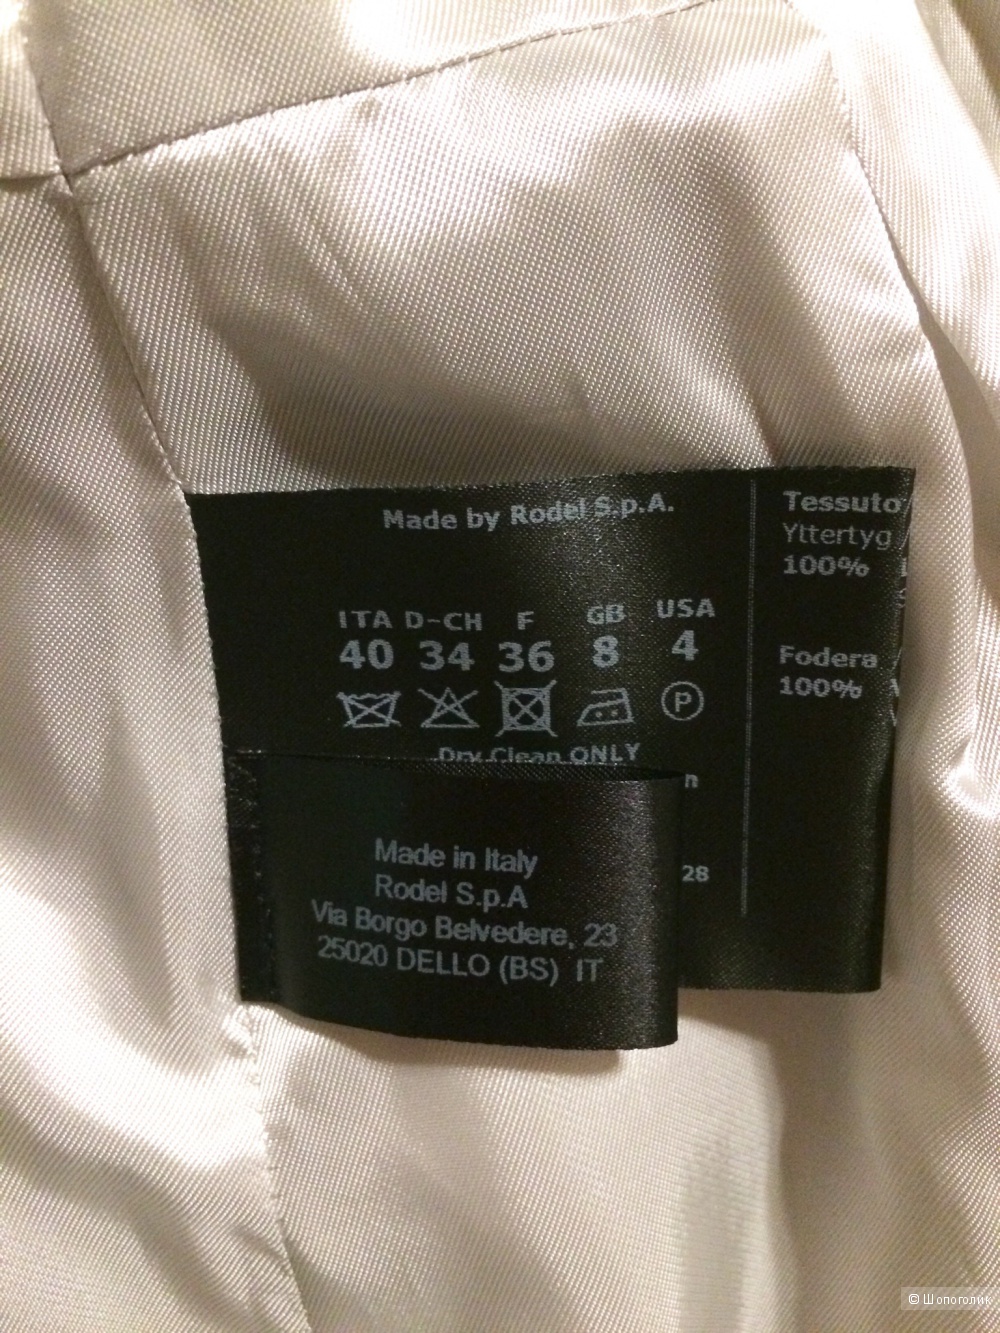 Made by Rodel S.p.A.
ITA D-CH F GB USA
40 34 36 8 4
P
Dry Clean ONLY
n
28
Tessuto
Yttertyg
100%
Fodera
100%
Made in Italy
Rodel S.p.A
Via Borgo Belvedere, 23
25020 DELLO (BS) IT
© Шопоголик